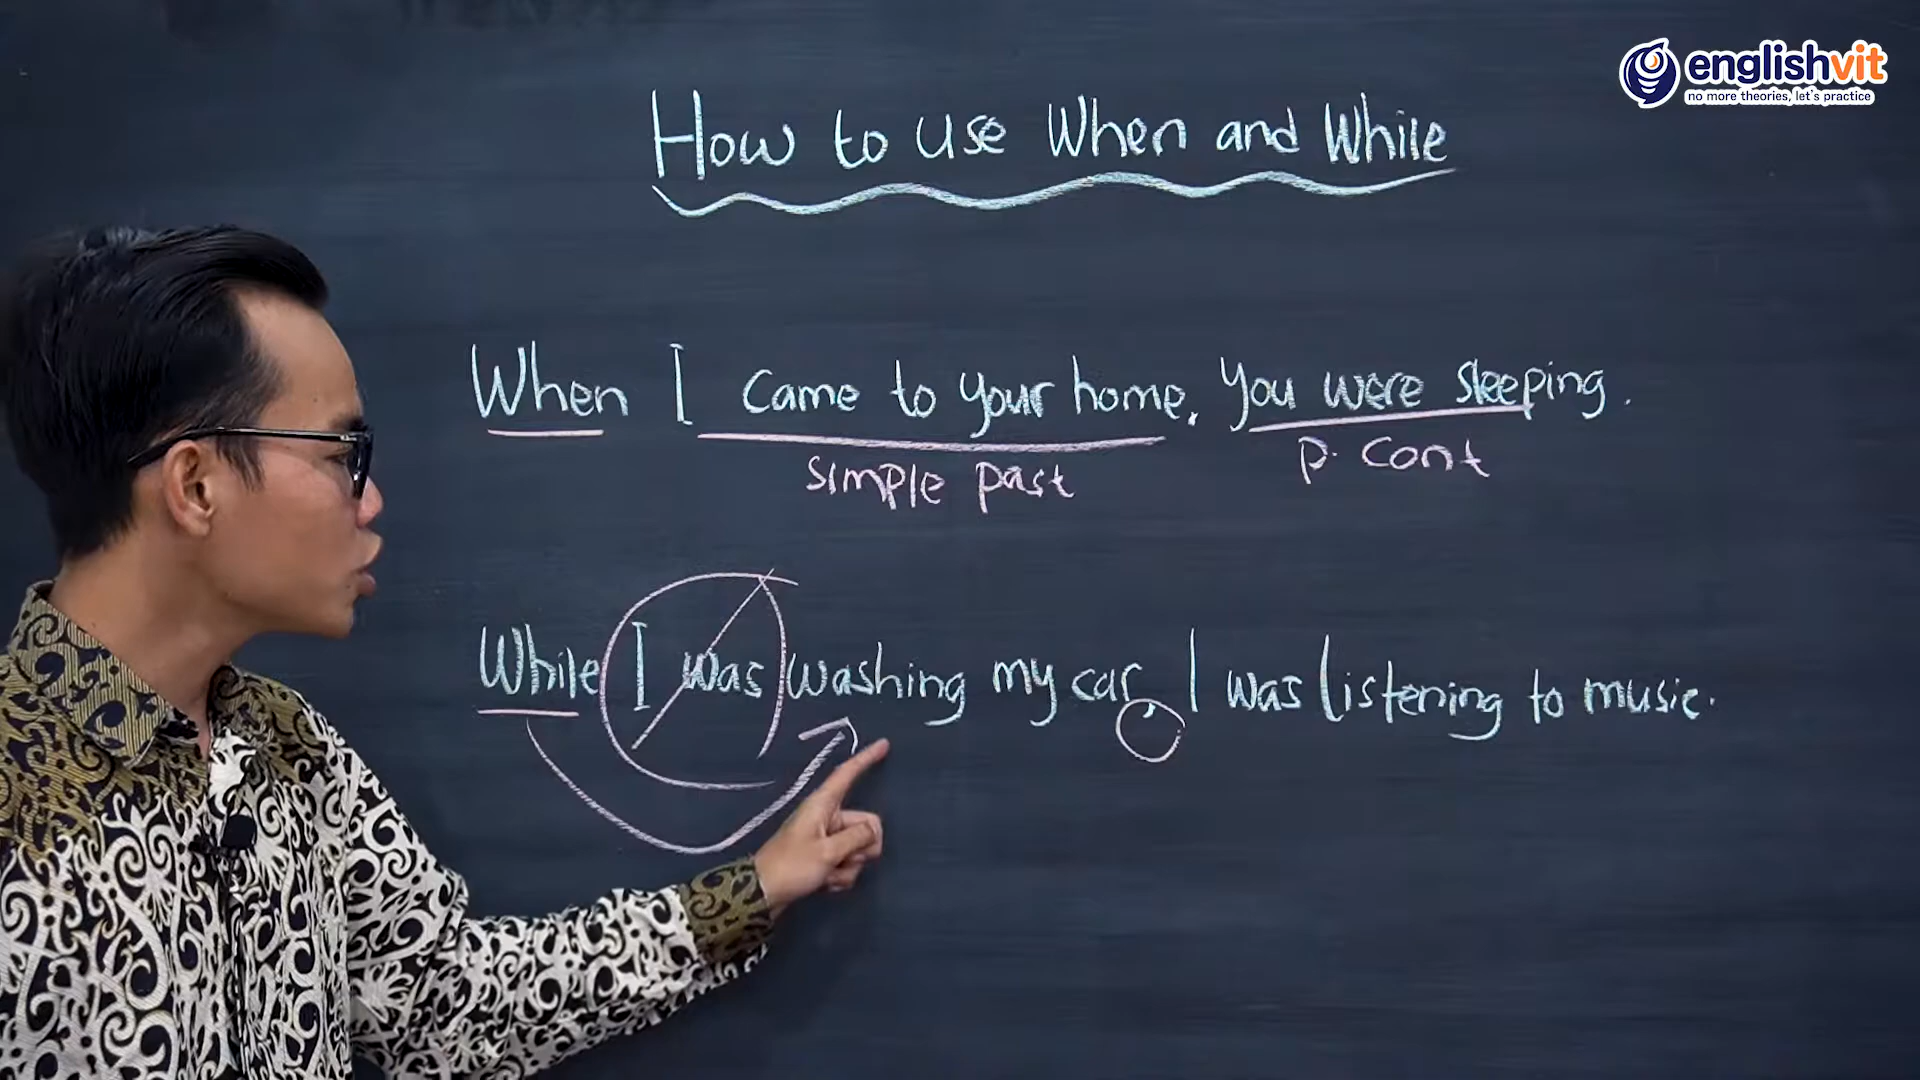 englishvit
no more theories, let's practice
How to use When and While
When I came to your home, you were sleeping.
simple past p. cont
While I was washing my car, I was listening to music.